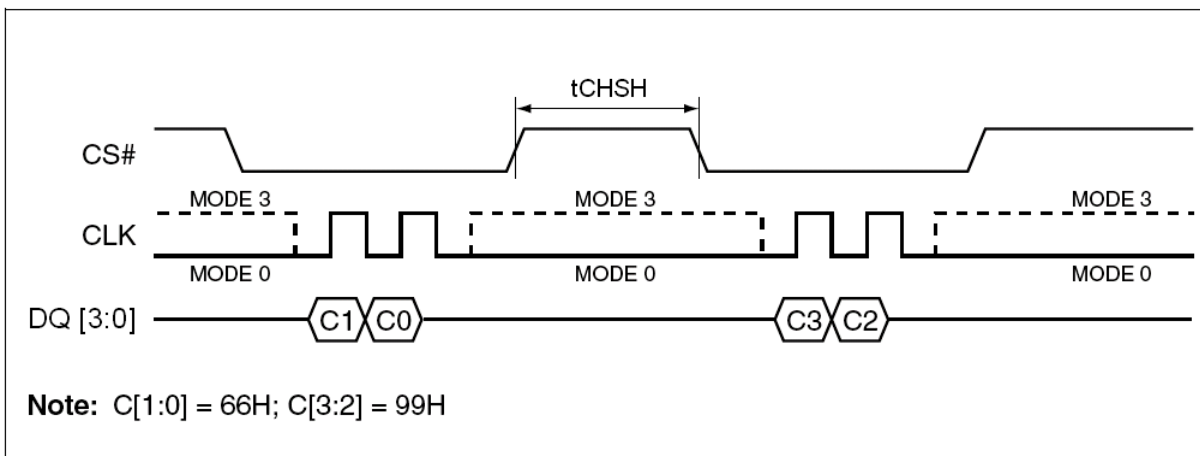 tCHSH
CS#
MODE 3 MODE 3 MODE 3
CLK
MODE 0 MODE 0 MODE 0
DQ [3:0] C1 C0 C3 C2
Note: C[1:0] = 66H; C[3:2] = 99H